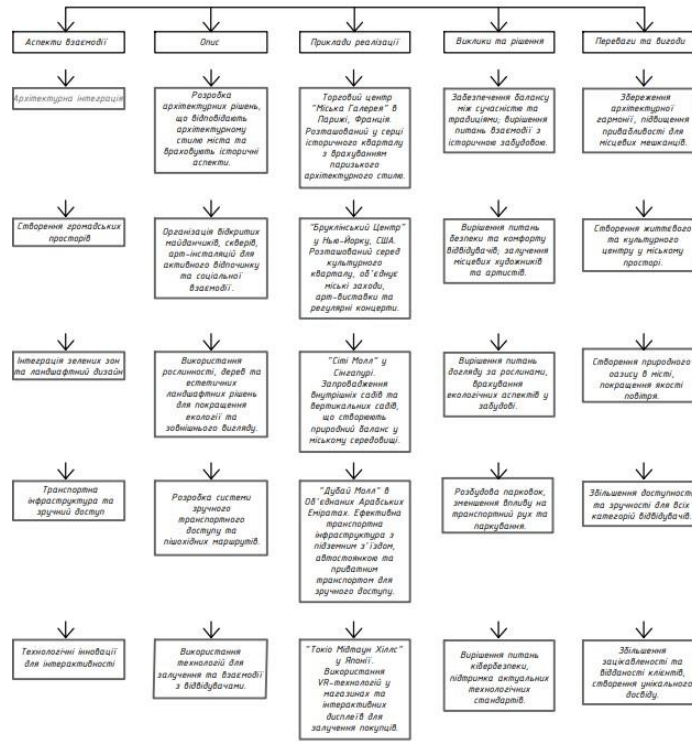 Аспекти взаємодії
Опис
Приклади реалізації
Виклики та рішення
Переваги та вигоди
Архітектурна інтеграція
Розробка
архітектурних рішень,
що відповідають
архітектурному
стилю міста та
враховують історичні
аспекти.
Торговий центр
"Міська Галерея" в
Парижі, Франція.
Розташований у серці
історичного кварталу
з врахуванням
паризького
архітектурного стилю.
Забезпечення балансу
між сучасністю та
традиціями; вирішення
питань взаємодії з
історичною забудовою.
Збереження
архітектурної
гармонії, підвищення
привабливості для
місцевих мешканців.
Створення громадських
просторів
Організація відкритих
майданчиків, скверів,
арт-інсталяцій для
активного відпочинку
та соціальної
взаємодії.
"Бруклінський Центр"
у Нью-Йорку, США.
Розташований серед
культурного
кварталу, об'єднує
міські заходи,
арт-виставки та
регулярні концерти.
Вирішення питань
безпеки та комфорту
відвідувачів; залучення
місцевих художників
та артистів.
Створення життєвого
та культурного
центру у міському
просторі.
Інтеграція зелених зон
та ландшафтний дизайн
Використання
рослинності, дерев та
естетичних
ландшафтних рішень
для покращення
екології та
зовнішнього вигляду.
"Сіті Молл" у
Сінгапурі.
Запровадження
внутрішніх садів та
вертикальних садів,
що створюють
природний баланс у
міському середовищі.
Вирішення питань
догляду за рослинами,
врахування
екологічних аспектів у
забудові.
Створення природного
оазису в місті,
покращення якості
повітря.
Транспортна
інфраструктура та
зручний доступ
Розробка системи
зручного
транспортного
доступу та
пішохідних маршрутів.
"Дубай Молл" в
Об'єднаних Арабських
Еміратах. Ефективна
транспортна
інфраструктура з
підземним з'їздом,
автостоянкою та
приватним
транспортом для
зручного доступу.
Розбудова парковок,
зменшення впливу на
транспортний рух та
паркування.
Збільшення доступності
та зручності для всіх
категорій відвідувачів.
Технологічні інновації
для інтерактивності
Використання
технологій для
залучення та взаємодії
з відвідувачами.
"Токіо Мідтаун Хіллс"
у Японії.
Використання
VR-технологій у
магазинах та
інтерактивних
дисплеїв для
залучення покупців.
Вирішення питань
кібербезпеки,
підтримка актуальних
технологічних
стандартів.
Збільшення
зацікавленості та
відданості клієнтів,
створення унікального
досвіду.